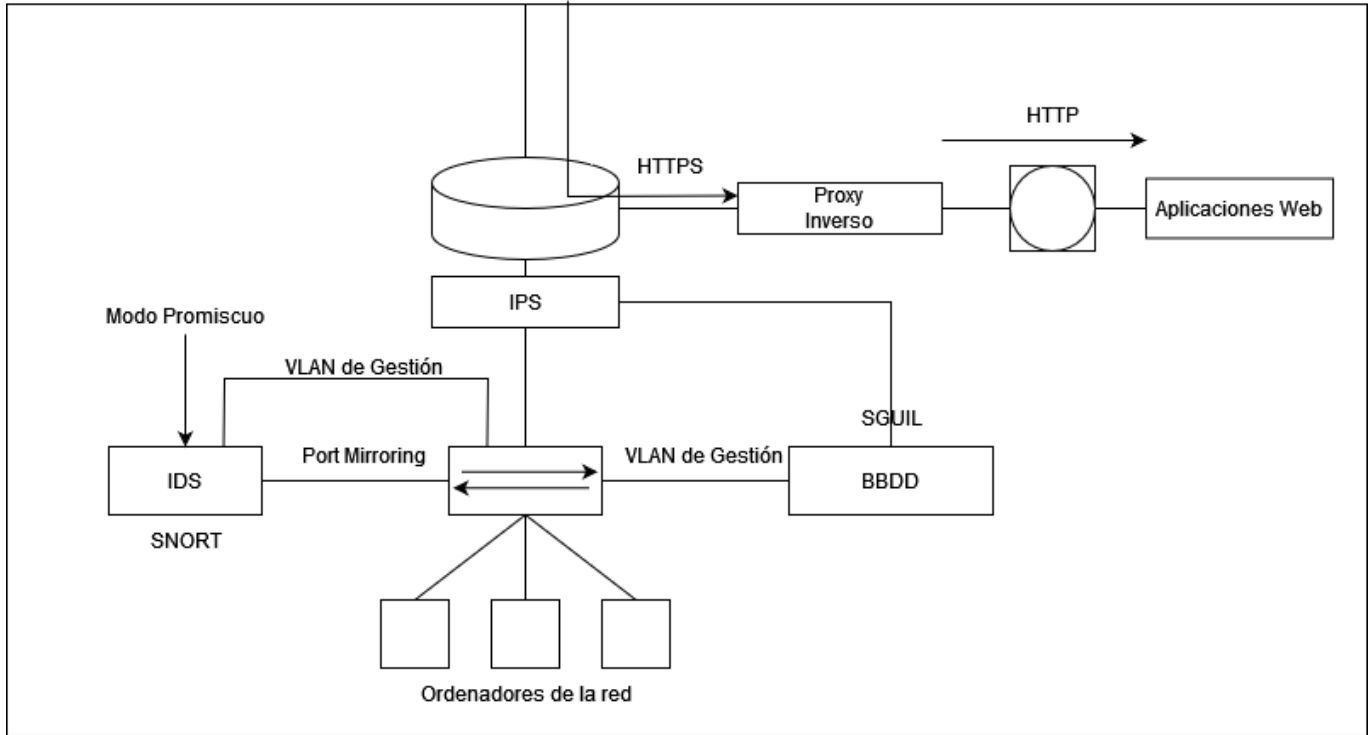 HTTP
HTTPS
Proxy
Inverso
Aplicaciones Web
IPS
Modo Promiscuo
VLAN de Gestión
SGUIL
IDS
Port Mirroring
VLAN de Gestión
BBDD
SNORT
Ordenadores de la red